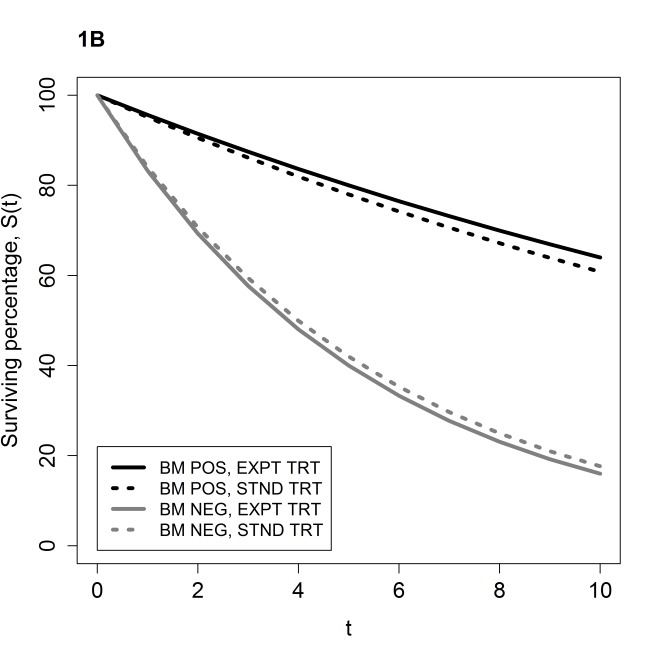 1B
Surviving percentage, S(t)
100
80
60
40
20
0
BM POS, EXPT TRT
BM POS, STND TRT
BM NEG, EXPT TRT
BM NEG, STND TRT
0 2 4 6 8 10
t